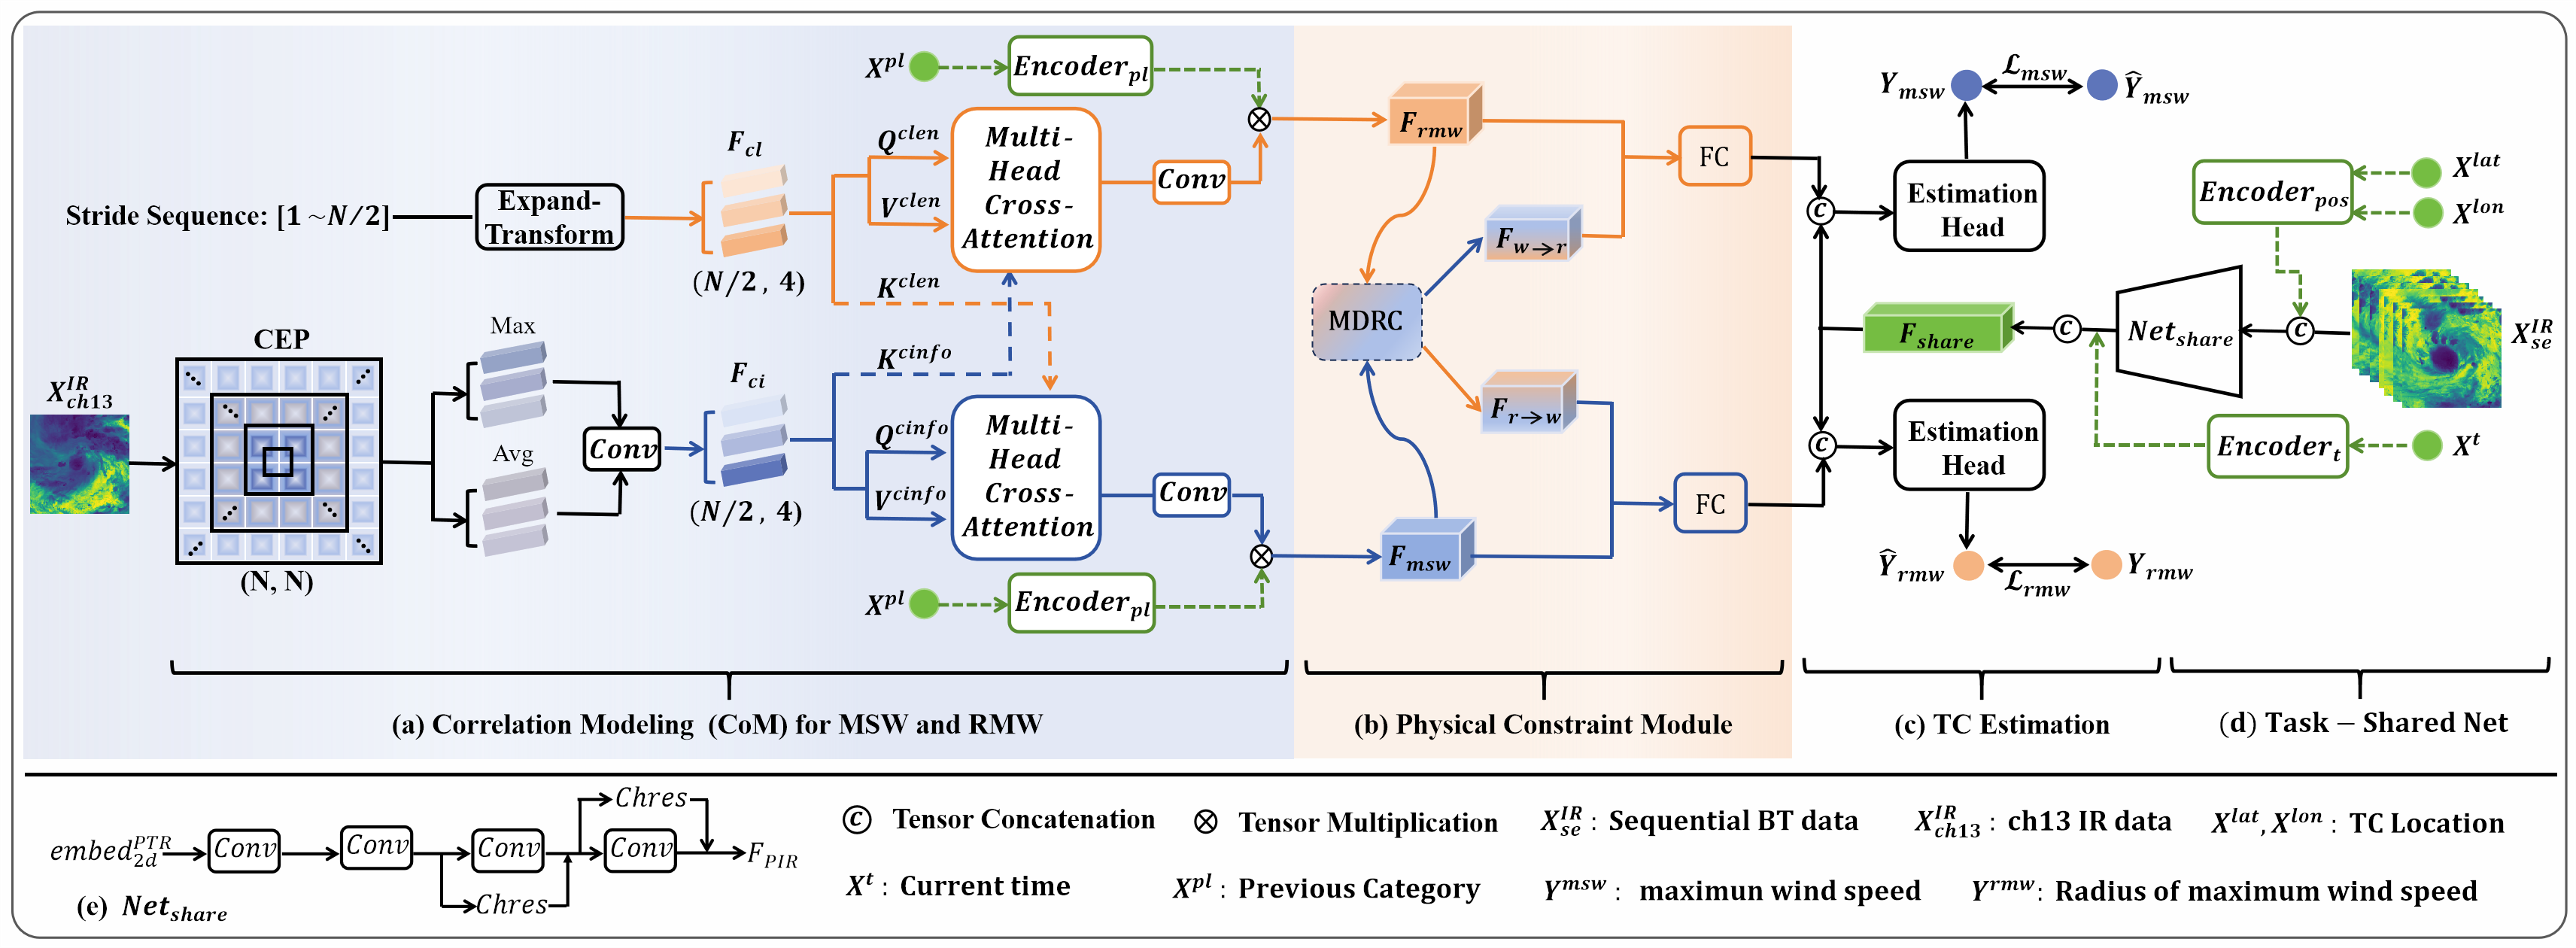 X^{pl}
Encoder_{pl}
F_{cl}
Q^{clen}
V^{clen}
K^{clen}
Multi-
Head
Cross-
Attention
Conv
Stride Sequence: [1 ~N/2]
Expand-
Transform
(N/2 , 4)
CEP
X^{IR}_{ch13}
(N, N)
Max
Avg
Conv
F_{ci}
(N/2 , 4)
K^{cinfo}
Q^{cinfo}
V^{cinfo}
Multi-
Head
Cross-
Attention
Conv
X^{pl}
Encoder_{pl}
(a) Correlation Modeling (CoM) for MSW and RMW
F_{rmw}
F_{w→r}
MDRC
F_{r→w}
F_{msw}
FC
FC
(b) Physical Constraint Module
Y_{msw}
ℒ_{msw}
Ŷ_{msw}
c
Estimation
Head
c
Estimation
Head
Ŷ_{rmw}
ℒ_{rmw}
Y_{rmw}
(c) TC Estimation
Encoder_{pos}
X^{lat}
X^{lon}
F_{share}
c
Net_{share}
c
X^{IR}_{se}
Encoder_{t}
X^{t}
(d) Task − Shared Net
embed^{PTR}_{2d}
Conv
Conv
Conv
Conv
Chres
Chres
F_{PIR}
(e) Net_{share}
c Tensor Concatenation
⊗ Tensor Multiplication
X^{IR}_{se} : Sequential BT data
X^{IR}_{ch13} : ch13 IR data
X^{lat}, X^{lon} : TC Location
X^{t} : Current time
X^{pl} : Previous Category
Y^{msw} : maximun wind speed
Y^{rmw} : Radius of maximum wind speed